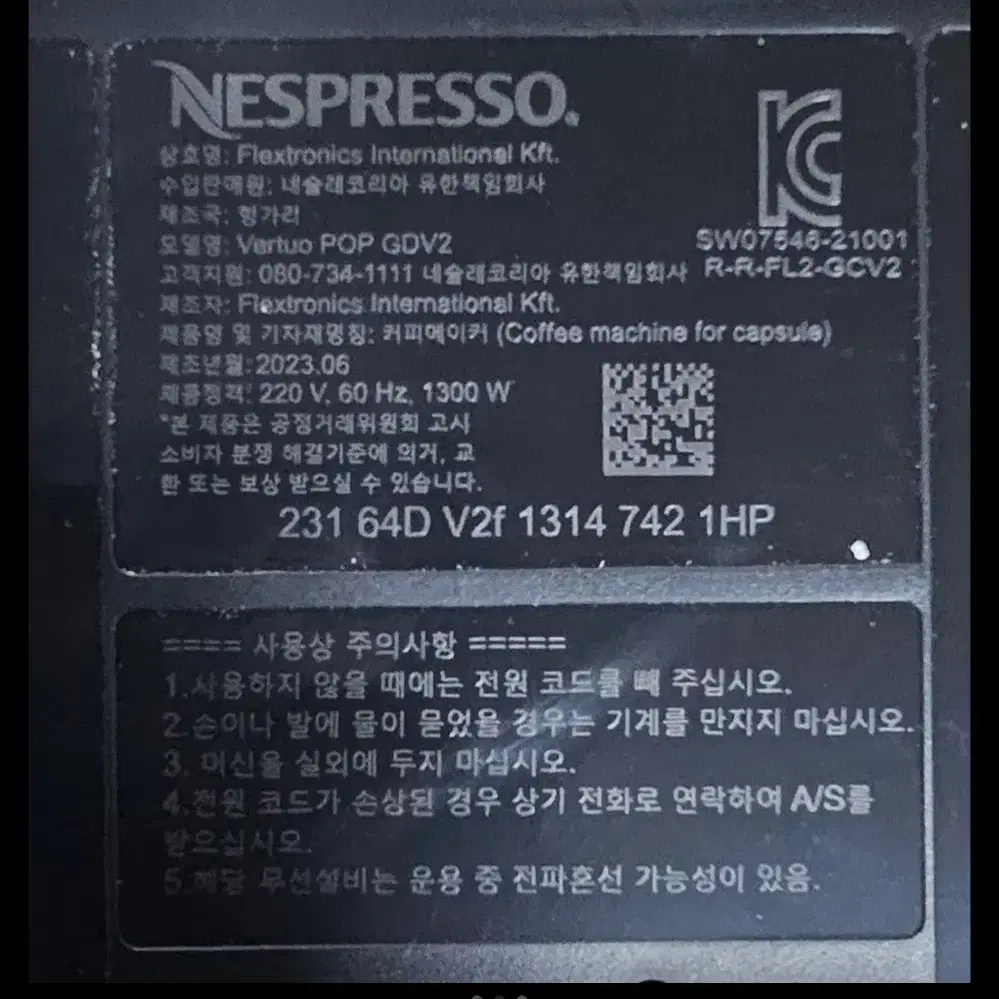 NESPRESSO.
상호명: Flextronics International Kft.
수입판매원: 네슬레코리아 유한책임회사
제조국: 헝가리
모델명: Vertuo POP GDV2
SW07546-21001
고객지원: 080-734-1111 네슬레코리아 유한책임회사
R-R-FL2-GCV2
제조자: Flextronics International Kft.
제품명 및 기자재명칭: 커피메이커 (Coffee machine for capsule)
제조년월: 2023.06
제품정격: 220 V, 60 Hz, 1300 W
*본 제품은 공정거래위원회 고시
소비자 분쟁 해결기준에 의거, 교
환 또는 보상 받으실 수 있습니다.
231 64D V2f 1314 742 1HP
==== 사용상 주의사항 =====
1.사용하지 않을 때에는 전원 코드를 빼 주십시오.
2.손이나 발에 물이 묻었을 경우는 기계를 만지지 마십시오.
3. 머신을 실외에 두지 마십시오.
4.전원 코드가 손상된 경우 상기 전화로 연락하여 A/S를
받으십시오.
5.해당 무선설비는 운용 중 전파혼선 가능성이 있음.